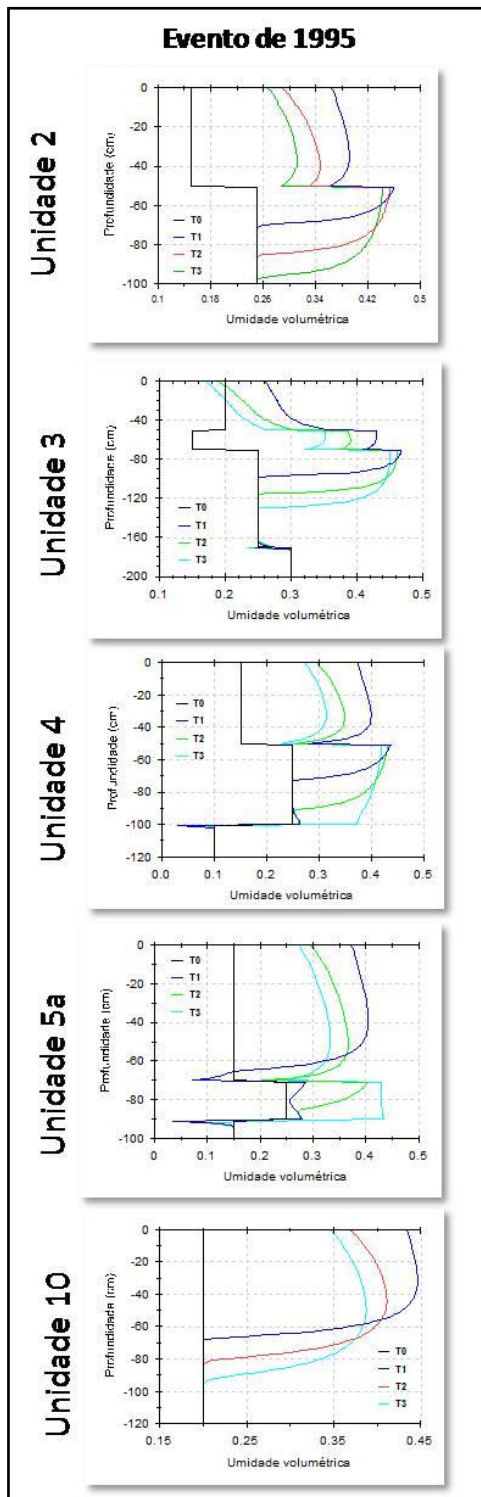 Evento de 1995
Unidade 2
Profundidade (cm)
0
-20
-40
-60
-80
-100
T0
T1
T2
T3
0.1 0.18 0.26 0.34 0.42 0.5
Umidade volumétrica
Unidade 3
Profundidade (cm)
0
-40
-80
-120
-160
-200
T0
T1
T2
T3
0.1 0.2 0.3 0.4 0.5
Umidade volumétrica
Unidade 4
Profundidade (cm)
0
-20
-40
-60
-80
-100
-120
T0
T1
T2
T3
0.0 0.1 0.2 0.3 0.4 0.5
Umidade volumétrica
Unidade 5a
Profundidade (cm)
0
-20
-40
-60
-80
-100
T0
T1
T2
T3
0 0.1 0.2 0.3 0.4 0.5
Umidade volumétrica
Unidade 10
Profundidade (cm)
0
-20
-40
-60
-80
-100
-120
T0
T1
T2
T3
0.15 0.25 0.35 0.45
Umidade volumétrica